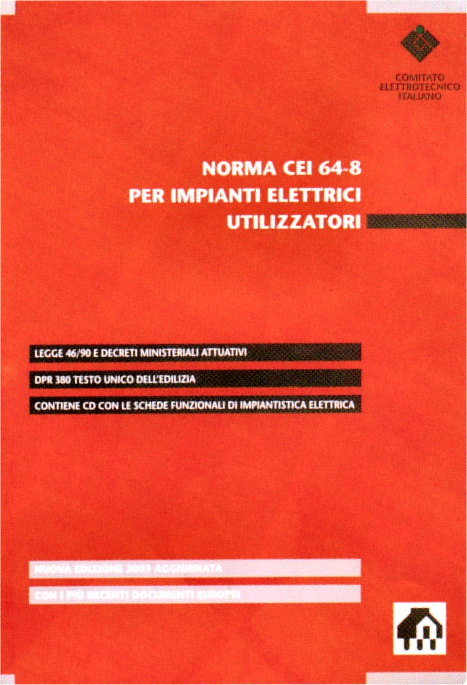 COMITATO
ELETTROTECNICO
ITALIANO
NORMA CEI 64-8
PER IMPIANTI ELETTRICI
UTILIZZATORI
LEGGE 46/90 E DECRETI MINISTERIALI ATTUATIVI
DPR 380 TESTO UNICO DELL'EDILIZIA
CONTIENE CD CON LE SCHEDE FUNZIONALI DI IMPIANTISTICA ELETTRICA
NUOVA EDIZIONE 2003 AGGIORNATA
CON I PIÙ RECENTI DOCUMENTI EUROPEI